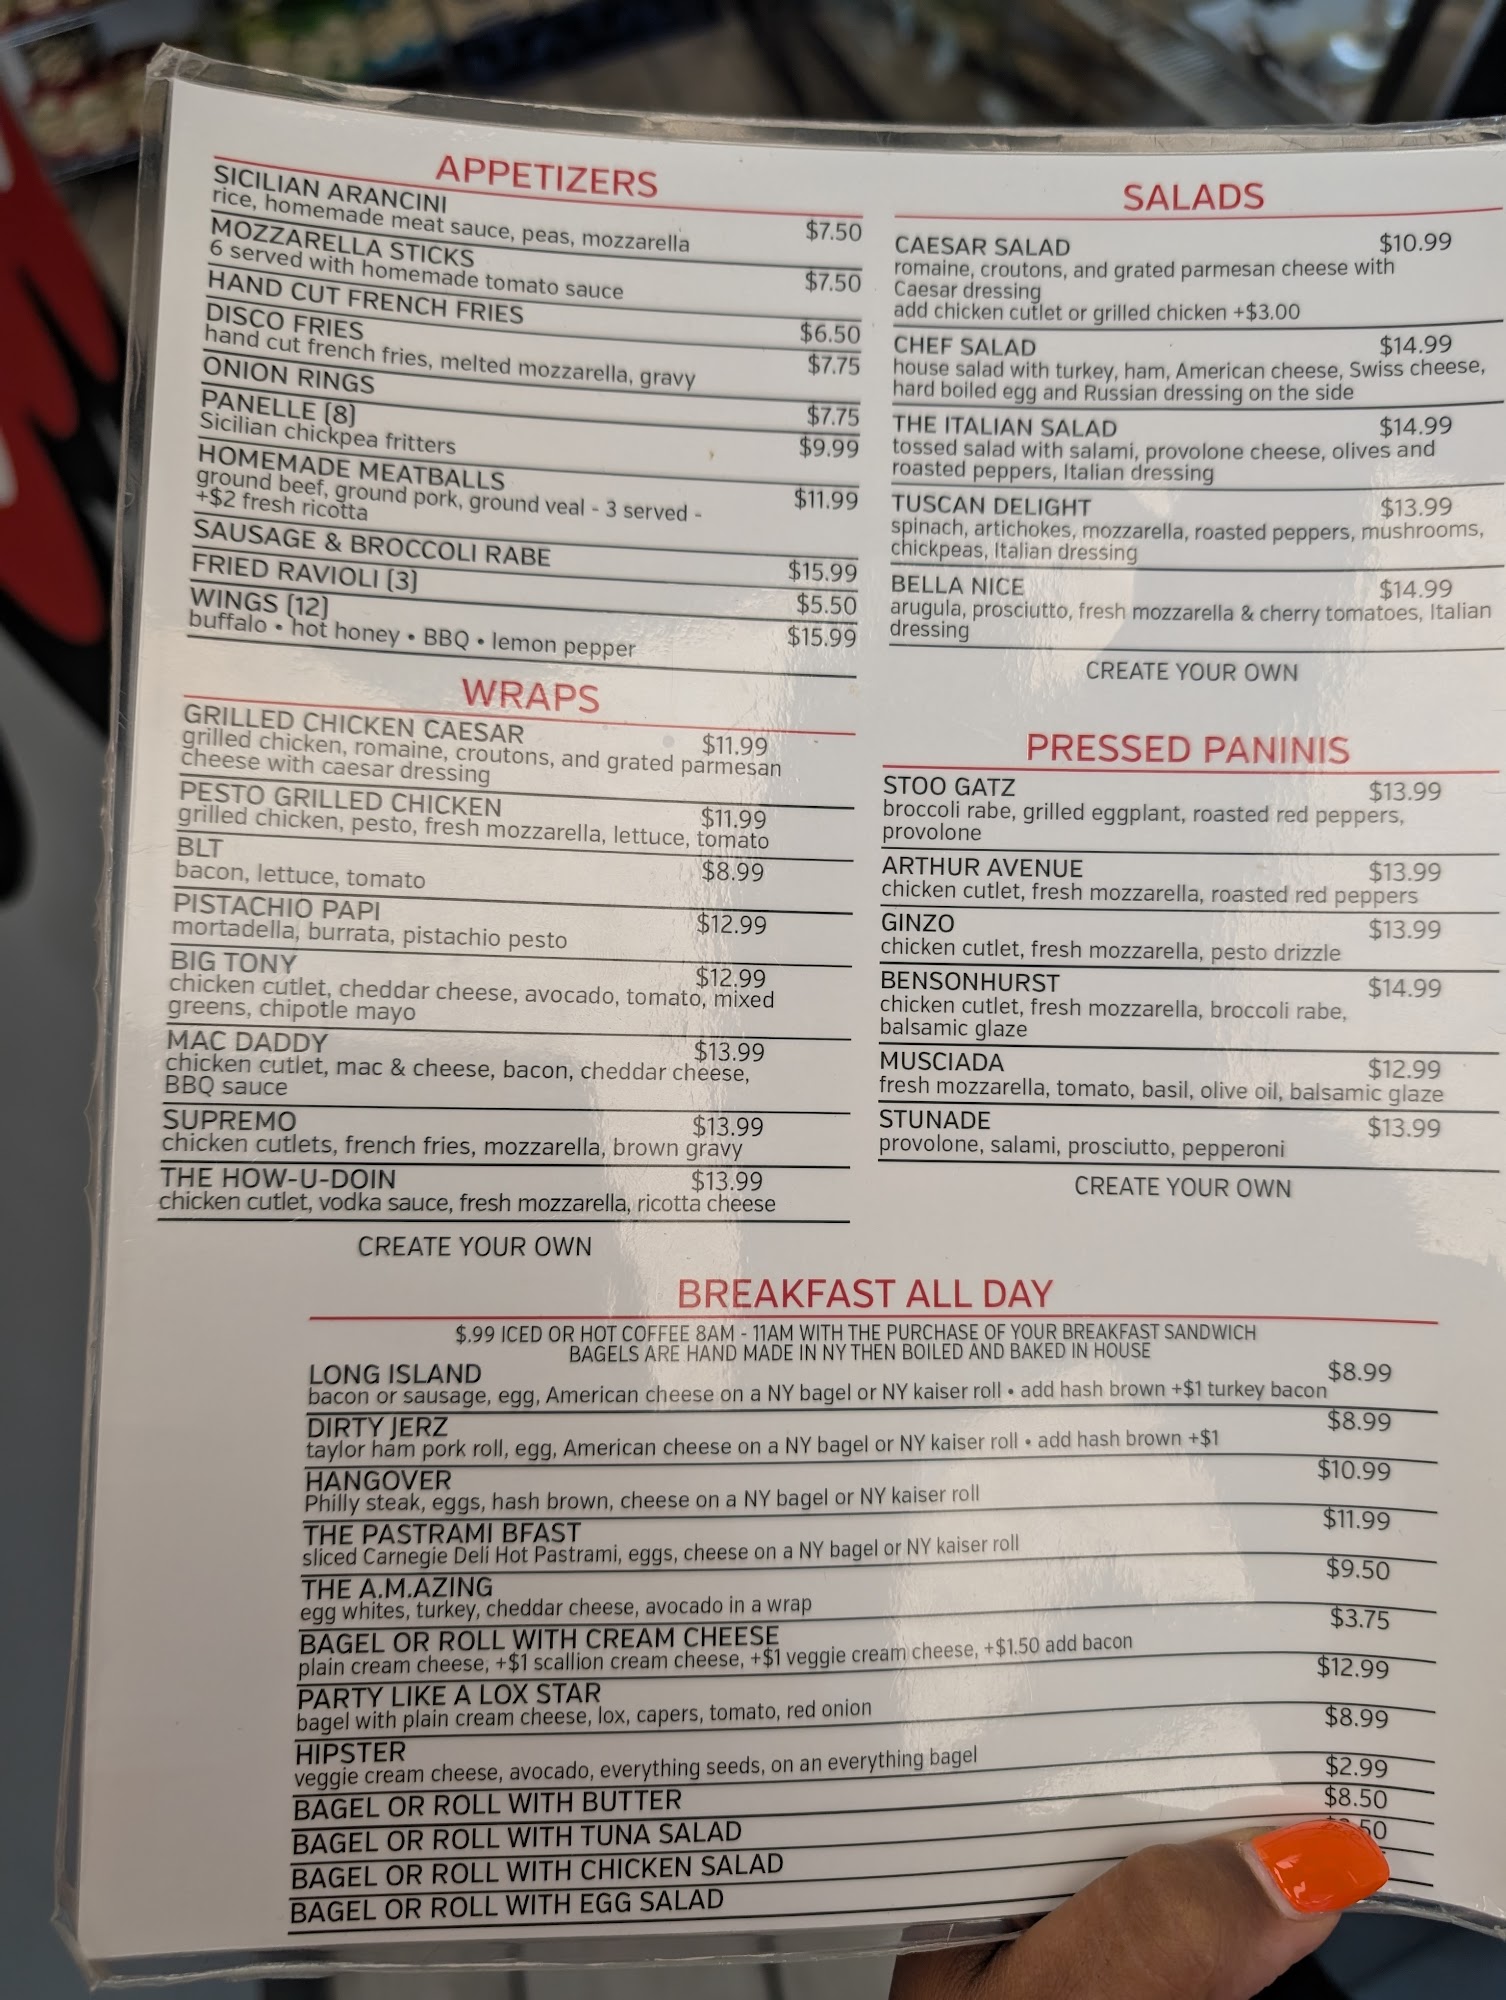 APPETIZERS
SICILIAN ARANCINI $7.50
rice, homemade meat sauce, peas, mozzarella
MOZZARELLA STICKS $7.50
6 served with homemade tomato sauce
HAND CUT FRENCH FRIES $6.50
DISCO FRIES $7.75
hand cut french fries, melted mozzarella, gravy
ONION RINGS $7.75
PANELLE (8) $9.99
Sicilian chickpea fritters
HOMEMADE MEATBALLS $11.99
ground beef, ground pork, ground veal - 3 served -
+$2 fresh ricotta
SAUSAGE & BROCCOLI RABE $15.99
FRIED RAVIOLI (3) $5.50
WINGS (12) $15.99
buffalo • hot honey • BBQ • lemon pepper
WRAPS
GRILLED CHICKEN CAESAR $11.99
grilled chicken, romaine, croutons, and grated parmesan
cheese with caesar dressing
PESTO GRILLED CHICKEN $11.99
grilled chicken, pesto, fresh mozzarella, lettuce, tomato
BLT $8.99
bacon, lettuce, tomato
PISTACHIO PAPI $12.99
mortadella, burrata, pistachio pesto
BIG TONY $12.99
chicken cutlet, cheddar cheese, avocado, tomato, mixed
greens, chipotle mayo
MAC DADDY $13.99
chicken cutlet, mac & cheese, bacon, cheddar cheese,
BBQ sauce
SUPREMO $13.99
chicken cutlets, french fries, mozzarella, brown gravy
THE HOW-U-DOIN $13.99
chicken cutlet, vodka sauce, fresh mozzarella, ricotta cheese
CREATE YOUR OWN
SALADS
CAESAR SALAD $10.99
romaine, croutons, and grated parmesan cheese with
Caesar dressing
add chicken cutlet or grilled chicken +$3.00
CHEF SALAD $14.99
house salad with turkey, ham, American cheese, Swiss cheese,
hard boiled egg and Russian dressing on the side
THE ITALIAN SALAD $14.99
tossed salad with salami, provolone cheese, olives and
roasted peppers, Italian dressing
TUSCAN DELIGHT $13.99
spinach, artichokes, mozzarella, roasted peppers, mushrooms,
chickpeas, Italian dressing
BELLA NICE $14.99
arugula, prosciutto, fresh mozzarella & cherry tomatoes, Italian
dressing
CREATE YOUR OWN
PRESSED PANINIS
STOO GATZ $13.99
broccoli rabe, grilled eggplant, roasted red peppers,
provolone
ARTHUR AVENUE $13.99
chicken cutlet, fresh mozzarella, roasted red peppers
GINZO $13.99
chicken cutlet, fresh mozzarella, pesto drizzle
BENSONHURST $14.99
chicken cutlet, fresh mozzarella, broccoli rabe,
balsamic glaze
MUSCIADA $12.99
fresh mozzarella, tomato, basil, olive oil, balsamic glaze
STUNADE $13.99
provolone, salami, prosciutto, pepperoni
CREATE YOUR OWN
BREAKFAST ALL DAY
$.99 ICED OR HOT COFFEE 8AM - 11AM WITH THE PURCHASE OF YOUR BREAKFAST SANDWICH
BAGELS ARE HAND MADE IN NY THEN BOILED AND BAKED IN HOUSE
LONG ISLAND $8.99
bacon or sausage, egg, American cheese on a NY bagel or NY kaiser roll • add hash brown +$1 turkey bacon
DIRTY JERZ $8.99
taylor ham pork roll, egg, American cheese on a NY bagel or NY kaiser roll • add hash brown +$1
HANGOVER $10.99
Philly steak, eggs, hash brown, cheese on a NY bagel or NY kaiser roll
THE PASTRAMI BFAST $11.99
sliced Carnegie Deli Hot Pastrami, eggs, cheese on a NY bagel or NY kaiser roll
THE A.M.AZING $9.50
egg whites, turkey, cheddar cheese, avocado in a wrap
BAGEL OR ROLL WITH CREAM CHEESE $3.75
plain cream cheese, +$1 scallion cream cheese, +$1 veggie cream cheese, +$1.50 add bacon
PARTY LIKE A LOX STAR $12.99
bagel with plain cream cheese, lox, capers, tomato, red onion
HIPSTER $8.99
veggie cream cheese, avocado, everything seeds, on an everything bagel
BAGEL OR ROLL WITH BUTTER $2.99
BAGEL OR ROLL WITH TUNA SALAD $8.50
BAGEL OR ROLL WITH CHICKEN SALAD
BAGEL OR ROLL WITH EGG SALAD